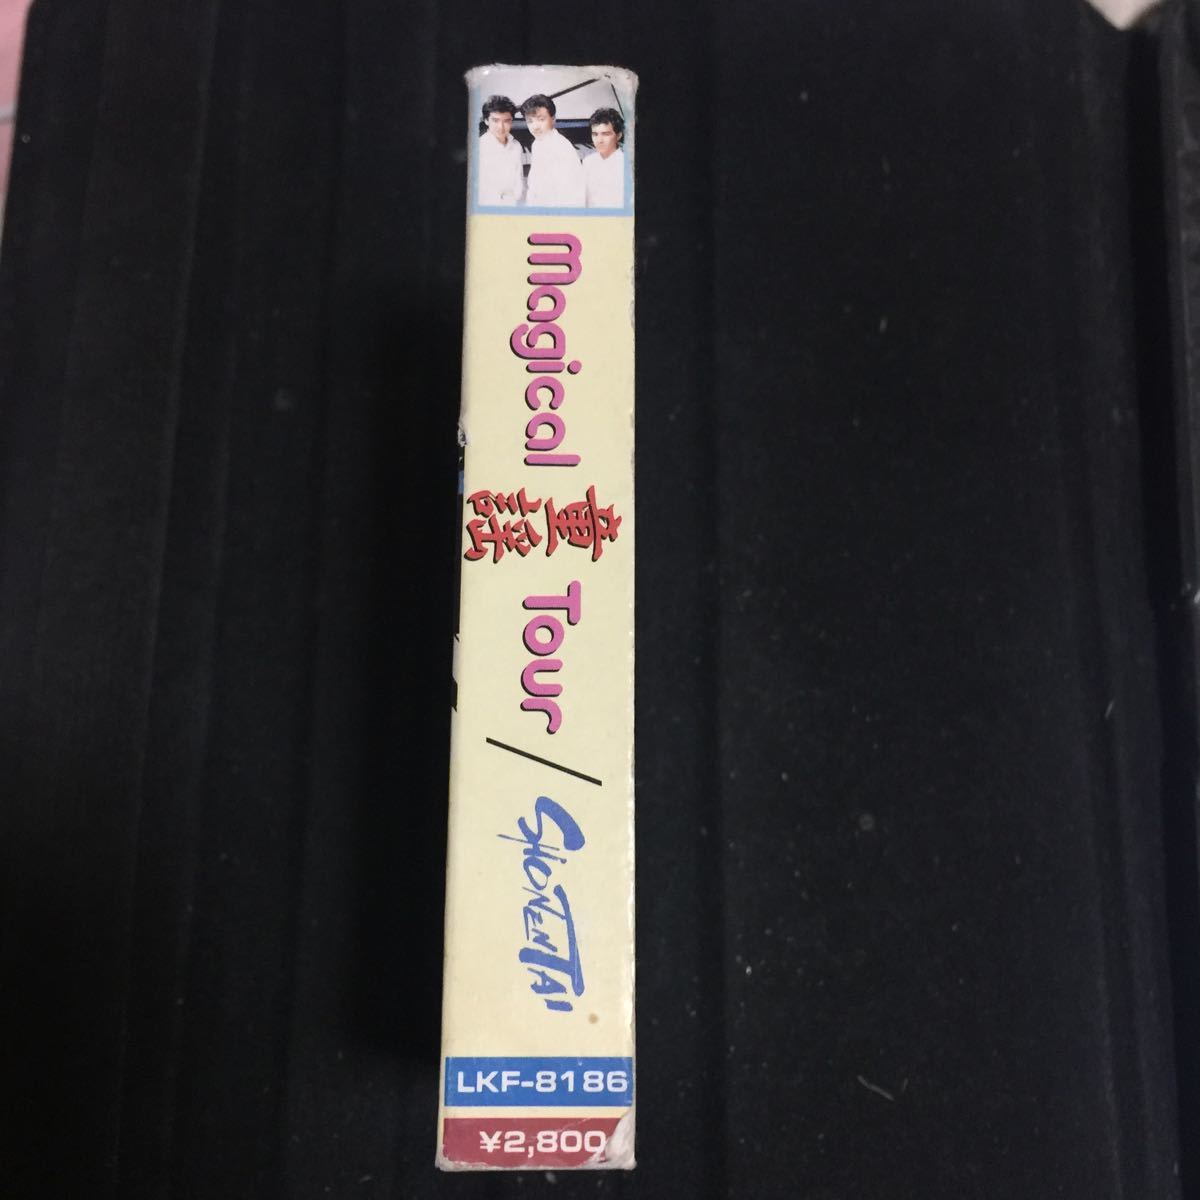 magical 童謡 Tour / SHONENTAI
LKF-8186
¥2,800